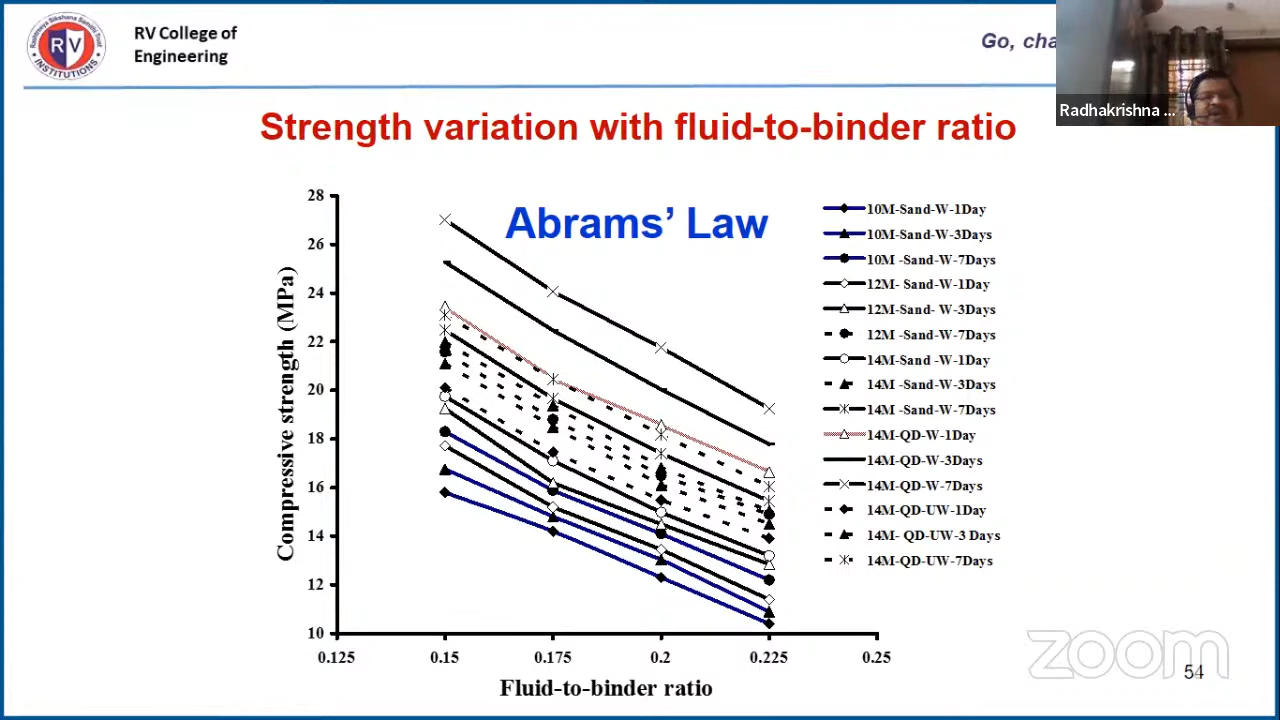 RV College of
Engineering
Go, cha
Radhakrishna ...
RV
INSTITUTIONS
Strength variation with fluid-to-binder ratio
Abrams’ Law
Compressive strength (MPa)
28
26
24
22
20
18
16
14
12
10
0.125
0.15
0.175
0.2
0.225
0.25
Fluid-to-binder ratio
10M-Sand-W-1Day
10M-Sand-W-3Days
10M -Sand-W-7Days
12M- Sand-W-1Day
12M-Sand- W-3Days
12M -Sand-W-7Days
14M-Sand -W-1Day
14M -Sand-W-3Days
14M -Sand-W-7Days
14M-QD-W-1Day
14M-QD-W-3Days
14M-QD-W-7Days
14M-QD-UW-1Day
14M- QD-UW-3 Days
14M-QD-UW-7Days
zoom
54